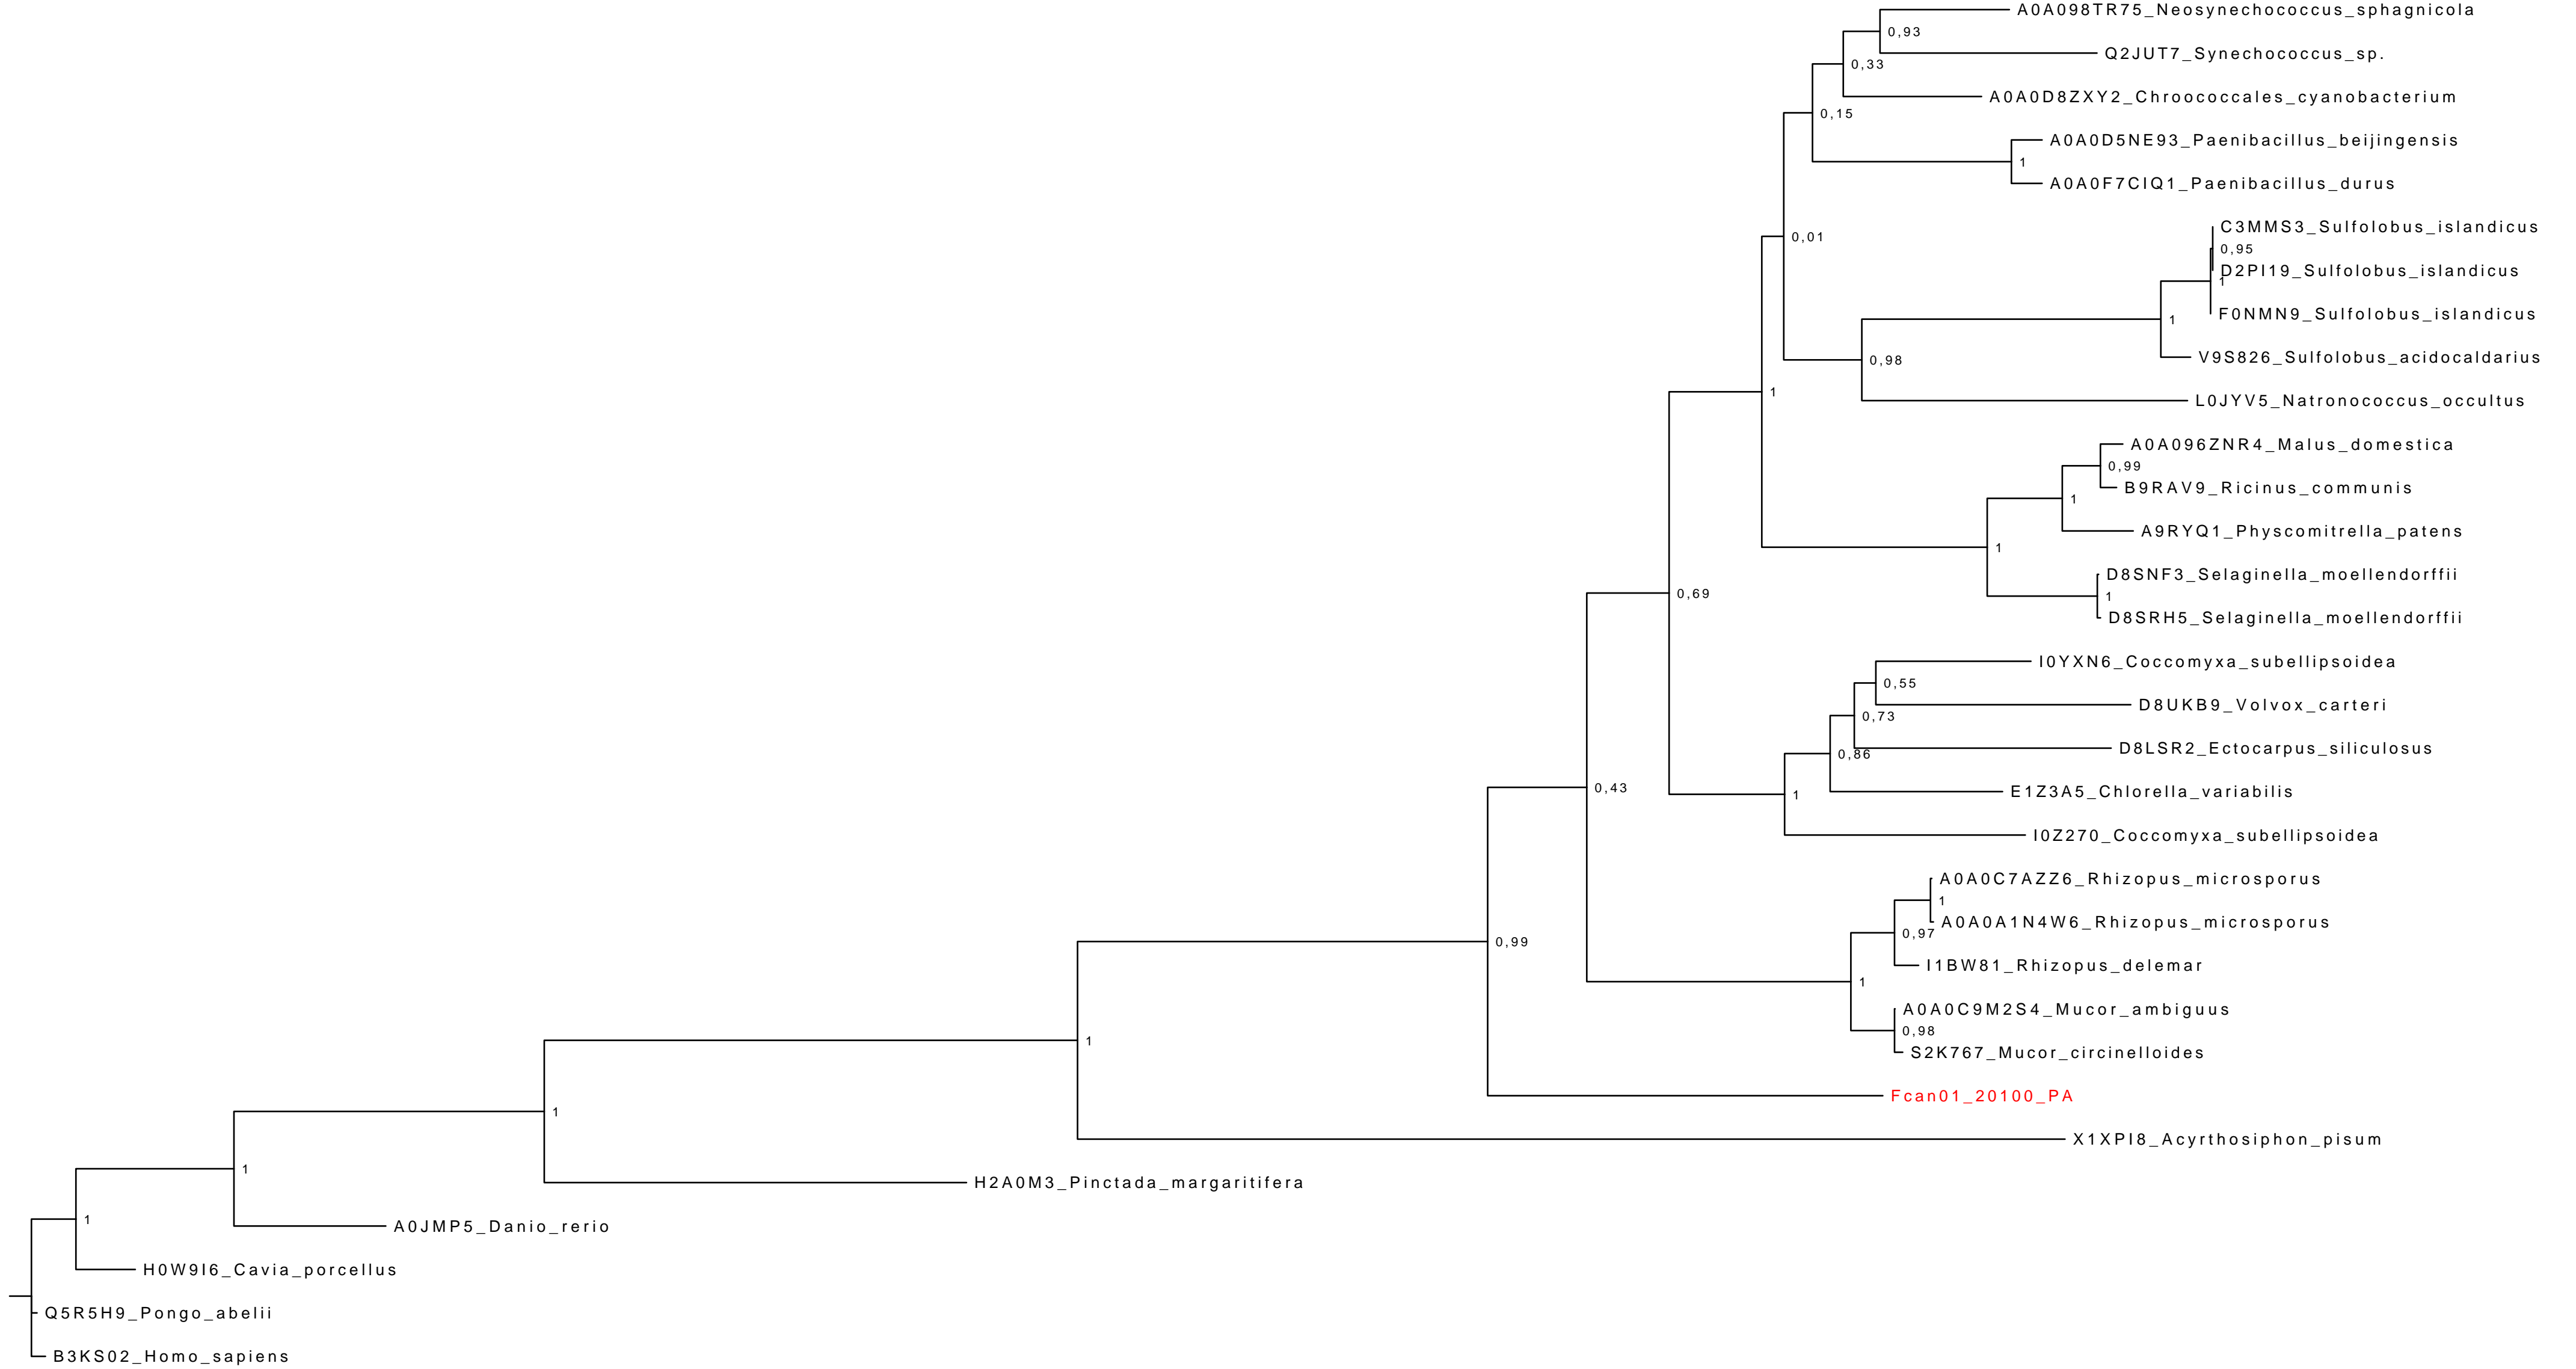 A0A098TR75_Neosynechococcus_sphagnicola
0,93
Q2JUT7_Synechococcus_sp.
0,33
A0A0D8ZXY2_Chroococcales_cyanobacterium
0,15
A0A0D5NE93_Paenibacillus_beijingensis
1
A0A0F7CIQ1_Paenibacillus_durus
C3MMS3_Sulfolobus_islandicus
0,01
0,95
D2PI19_Sulfolobus_islandicus
1
F0NMN9_Sulfolobus_islandicus
1
V9S826_Sulfolobus_acidocaldarius
0,98
1
L0JYV5_Natronococcus_occultus
A0A096ZNR4_Malus_domestica
0,99
B9RAV9_Ricinus_communis
1
A9RYQ1_Physcomitrella_patens
1
D8SNF3_Selaginella_moellendorffii
0,69
1
D8SRH5_Selaginella_moellendorffii
I0YXN6_Coccomyxa_subellipsoidea
0,55
D8UKB9_Volvox_carteri
0,73
D8LSR2_Ectocarpus_siliculosus
0,86
0,43
E1Z3A5_Chlorella_variabilis
1
I0Z270_Coccomyxa_subellipsoidea
A0A0C7AZZ6_Rhizopus_microsporus
1
A0A0A1N4W6_Rhizopus_microsporus
0,97
0,99
I1BW81_Rhizopus_delemar
1
A0A0C9M2S4_Mucor_ambiguus
0,98
1
S2K767_Mucor_circinelloides
Fcan01_20100_PA
1
X1XPI8_Acyrthosiphon_pisum
1
H2A0M3_Pinctada_margaritifera
1
A0JMP5_Danio_rerio
H0W9I6_Cavia_porcellus
Q5R5H9_Pongo_abelii
B3KS02_Homo_sapiens